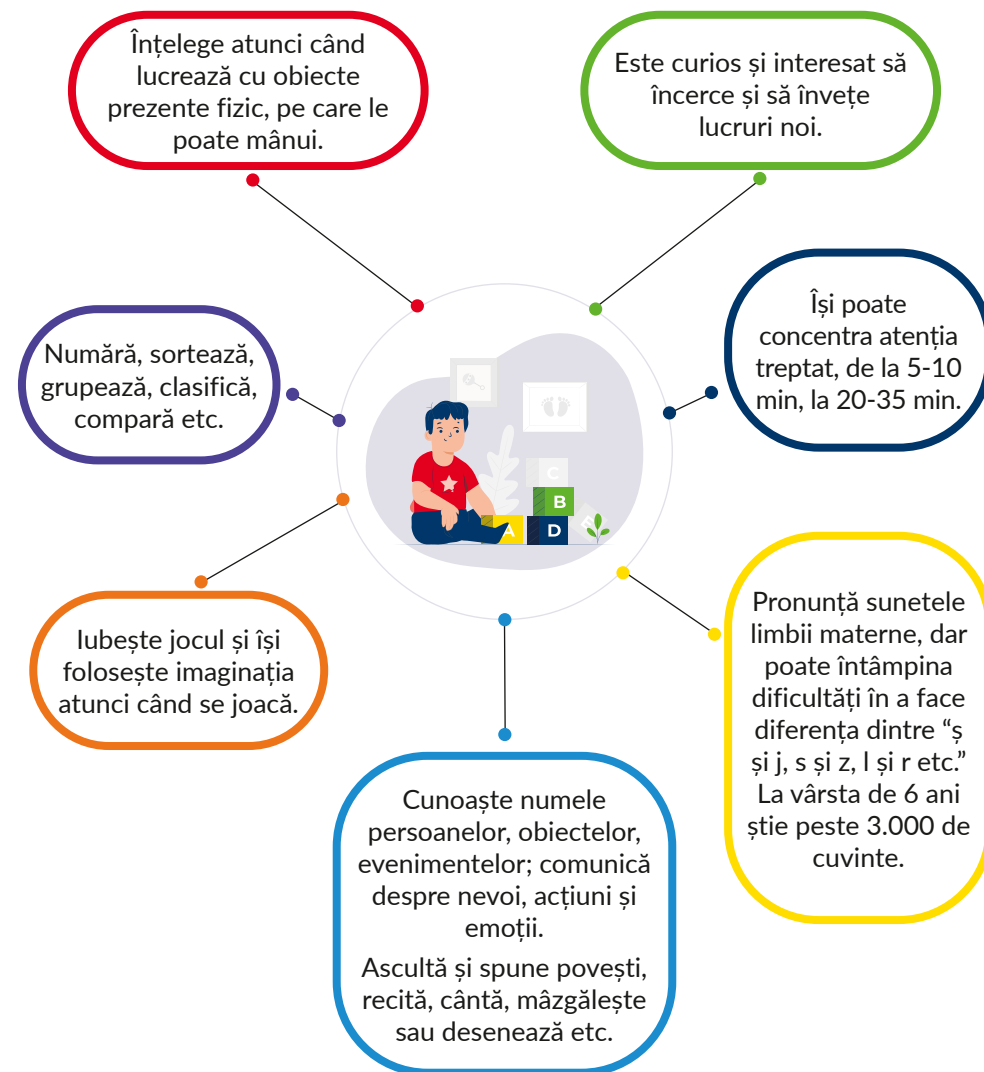 Înțelege atunci când
lucrează cu obiecte
prezente fizic, pe care le
poate mânui.
Este curios și interesat să
încerce și să învețe
lucruri noi.
Numără, sortează,
grupează, clasifică,
compară etc.
Își poate
concentra atenția
treptat, de la 5-10
min, la 20-35 min.
C
B
A
D
E
Iubește jocul și își
folosește imaginația
atunci când se joacă.
Pronunță sunetele
limbii materne, dar
poate întâmpina
dificultăți în a face
diferența dintre “ș
și j, s și z, l și r etc.”
La vârsta de 6 ani
știe peste 3.000 de
cuvinte.
Cunoaște numele
persoanelor, obiectelor,
evenimentelor; comunică
despre nevoi, acțiuni și
emoții.
Ascultă și spune povești,
recită, cântă, mâzgălește
sau desenează etc.